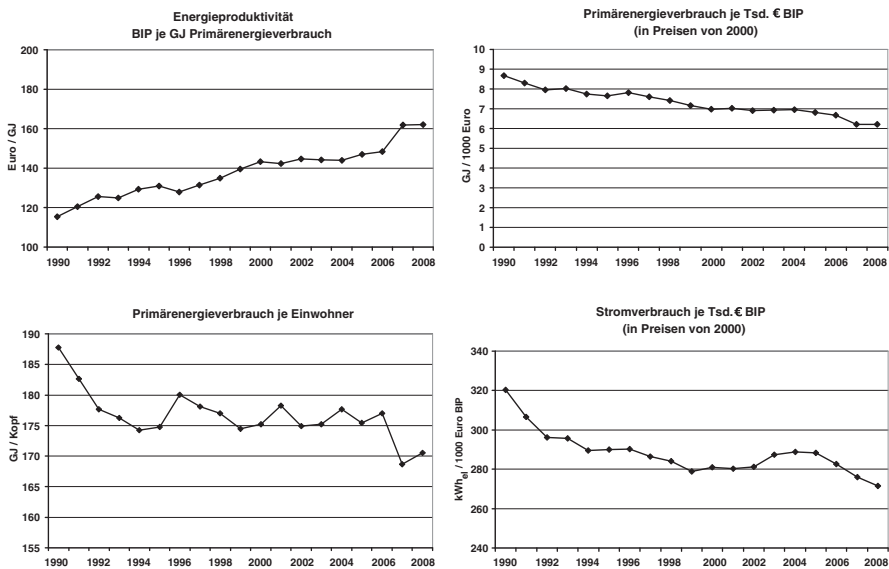 Energieproduktivität
BIP je GJ Primärenergieverbrauch
200
180
160
140
120
100
Euro / GJ
1990 1992 1994 1996 1998 2000 2002 2004 2006 2008
Primärenergieverbrauch je Tsd. € BIP
(in Preisen von 2000)
10
9
8
7
6
5
4
3
2
1
0
GJ / 1000 Euro
1990 1992 1994 1996 1998 2000 2002 2004 2006 2008
Primärenergieverbrauch je Einwohner
190
185
180
175
170
165
160
155
GJ / Kopf
1990 1992 1994 1996 1998 2000 2002 2004 2006 2008
Stromverbrauch je Tsd.€ BIP
(in Preisen von 2000)
340
320
300
280
260
240
kWhel / 1000 Euro BIP
1990 1992 1994 1996 1998 2000 2002 2004 2006 2008